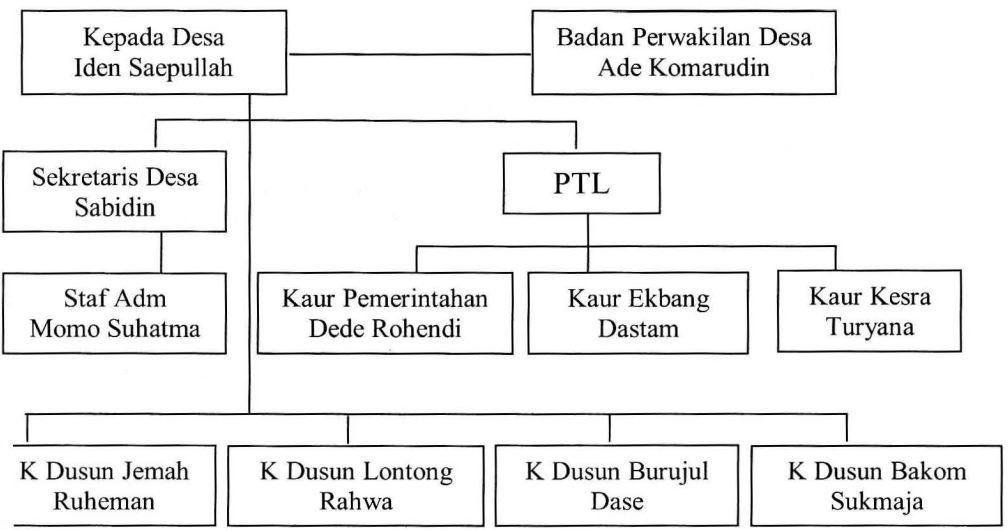 Kepada Desa
Iden Saepullah
Badan Perwakilan Desa
Ade Komarudin
Sekretaris Desa
Sabidin
PTL
Staf Adm
Momo Suhatma
Kaur Pemerintahan
Dede Rohendi
Kaur Ekbang
Dastam
Kaur Kesra
Turyana
K Dusun Jemah
Ruheman
K Dusun Lontong
Rahwa
K Dusun Burujul
Dase
K Dusun Bakom
Sukmaja